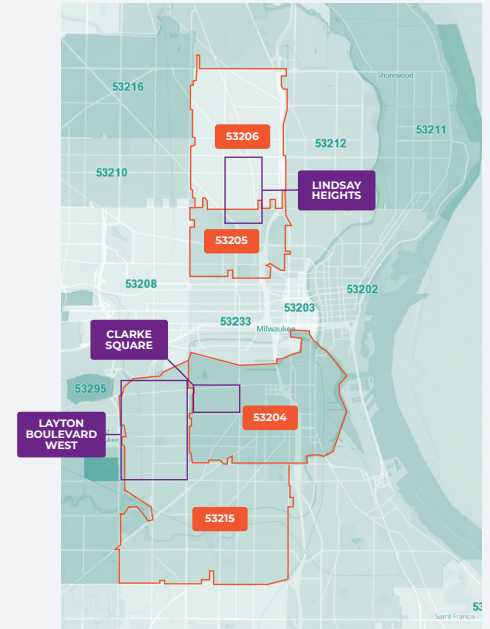 Shorewood
53216
53211
53206
53212
53210
LINDSAY
HEIGHTS
53205
53208
53202
53203
53233
Milwaukee
CLARKE
SQUARE
53295
53204
LAYTON
BOULEVARD
WEST
53215
Saint Francis